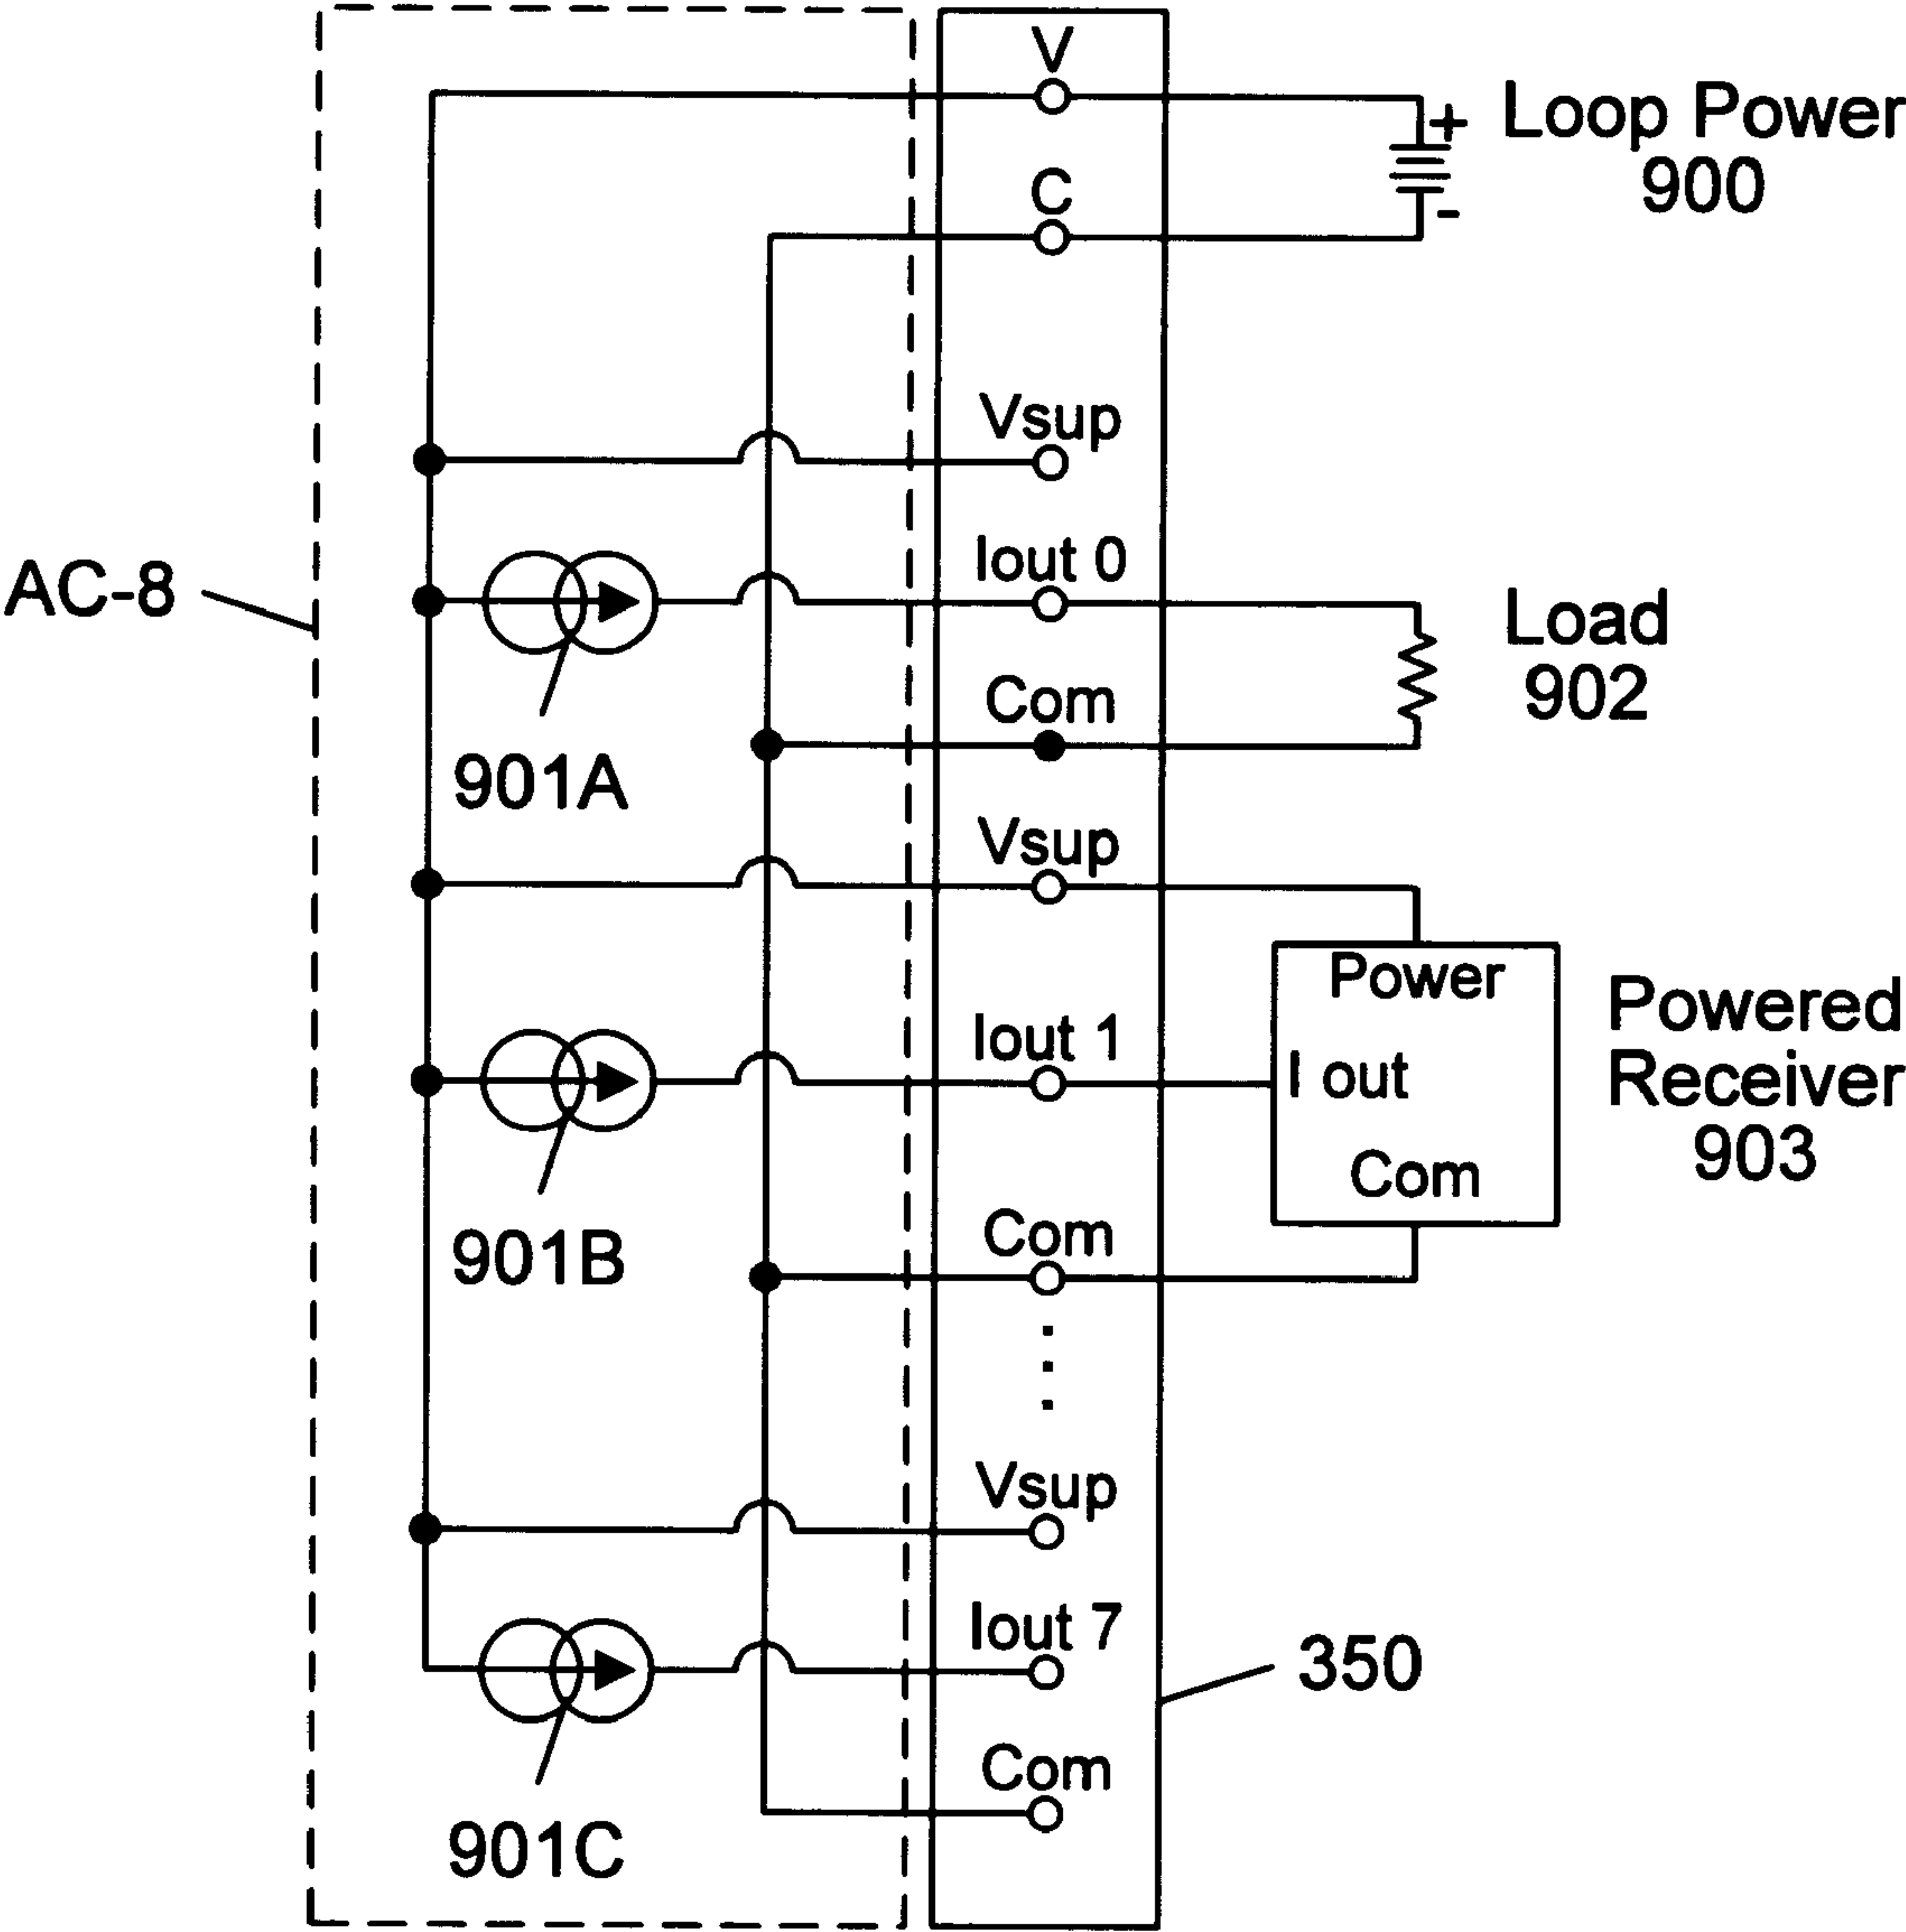 V
+
Loop Power
900
C
-
Vsup
Iout 0
AC-8
Load
902
Com
901A
Vsup
Power
Powered
Iout 1
I out
Receiver
903
Com
Com
901B
Vsup
Iout 7
350
Com
901C